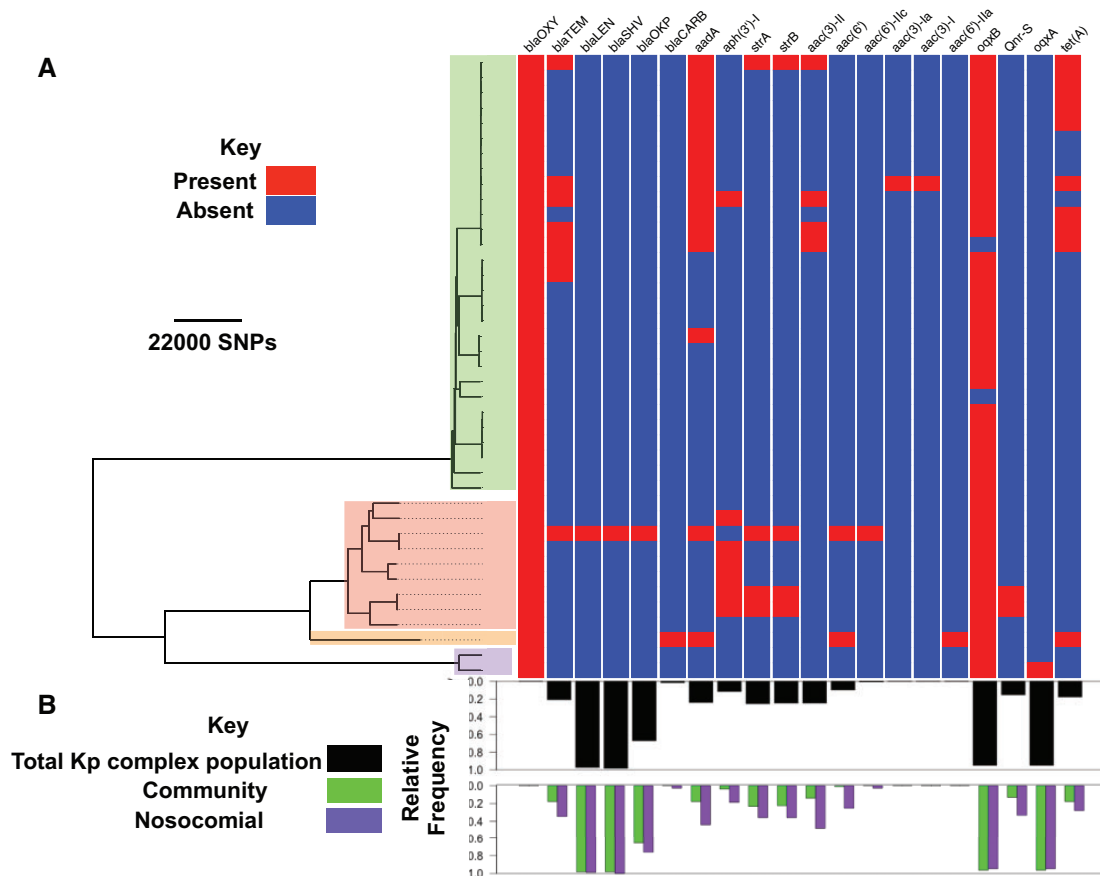 blaOXY blaTEM blaLEN blaSHV blaOKP blaCARB aadA aph(3')-I strA strB aac(3)-II aac(6') aac(6')-IIc aac(3)-Ia aac(3)-I aac(6')-IIa oqxB Qnr-S oqxA tet(A)
A
Key
Present
Absent
22000 SNPs
B
Key
Total Kp complex population
Community
Nosocomial
Relative
Frequency
0.0
0.2
0.4
0.6
0.8
1.0
0.0
0.2
0.4
0.6
0.8
1.0